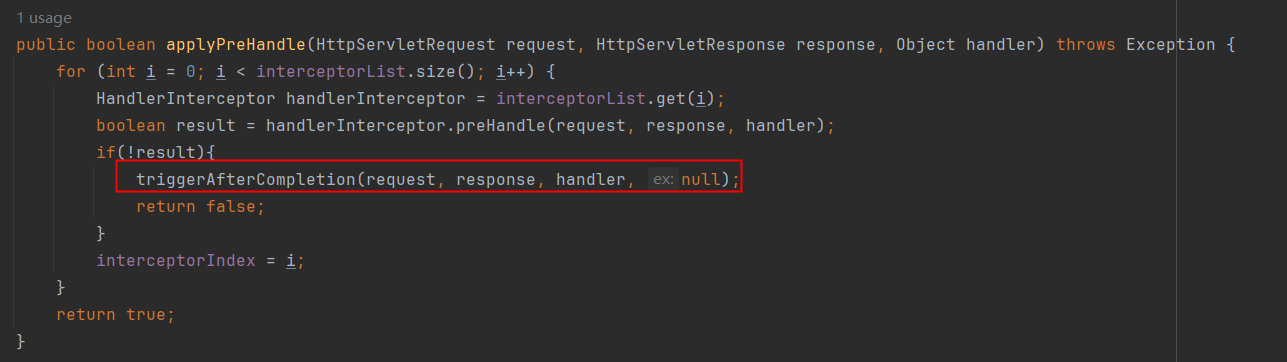 1 usage
public boolean applyPreHandle(HttpServletRequest request, HttpServletResponse response, Object handler) throws Exception {
    for (int i = 0; i < interceptorList.size(); i++) {
        HandlerInterceptor handlerInterceptor = interceptorList.get(i);
        boolean result = handlerInterceptor.preHandle(request, response, handler);
        if(!result){
            triggerAfterCompletion(request, response, handler, ex: null);
            return false;
        }
        interceptorIndex = i;
    }
    return true;
}